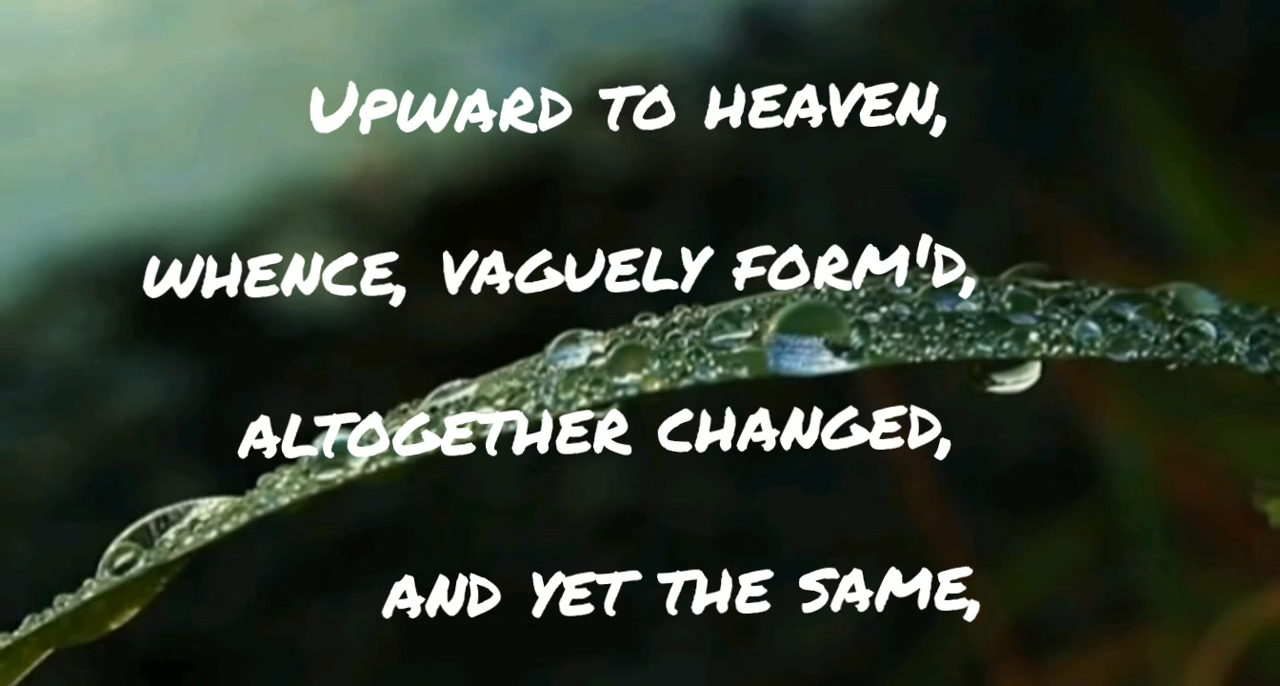 Upward to heaven,
whence, vaguely form'd,
altogether changed,
and yet the same,